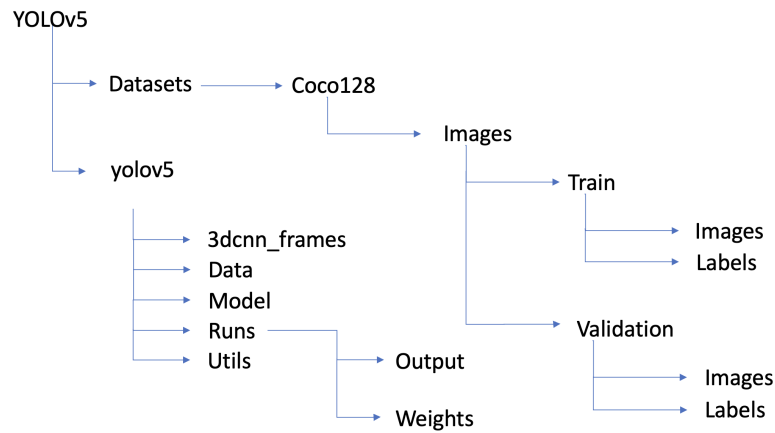 YOLOv5
Datasets
Coco128
Images
yolov5
Train
Images
Labels
3dcnn_frames
Data
Model
Runs
Utils
Output
Weights
Validation
Images
Labels